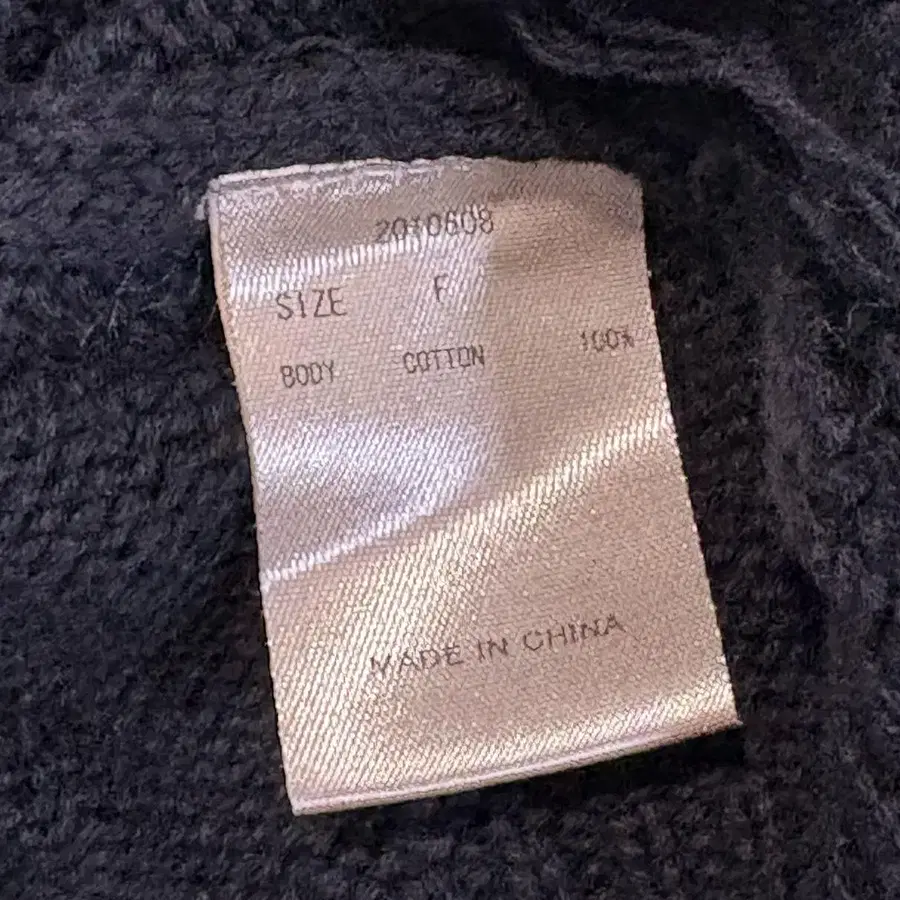 2010608
SIZE F
BODY COTTON 100%
MADE IN CHINA